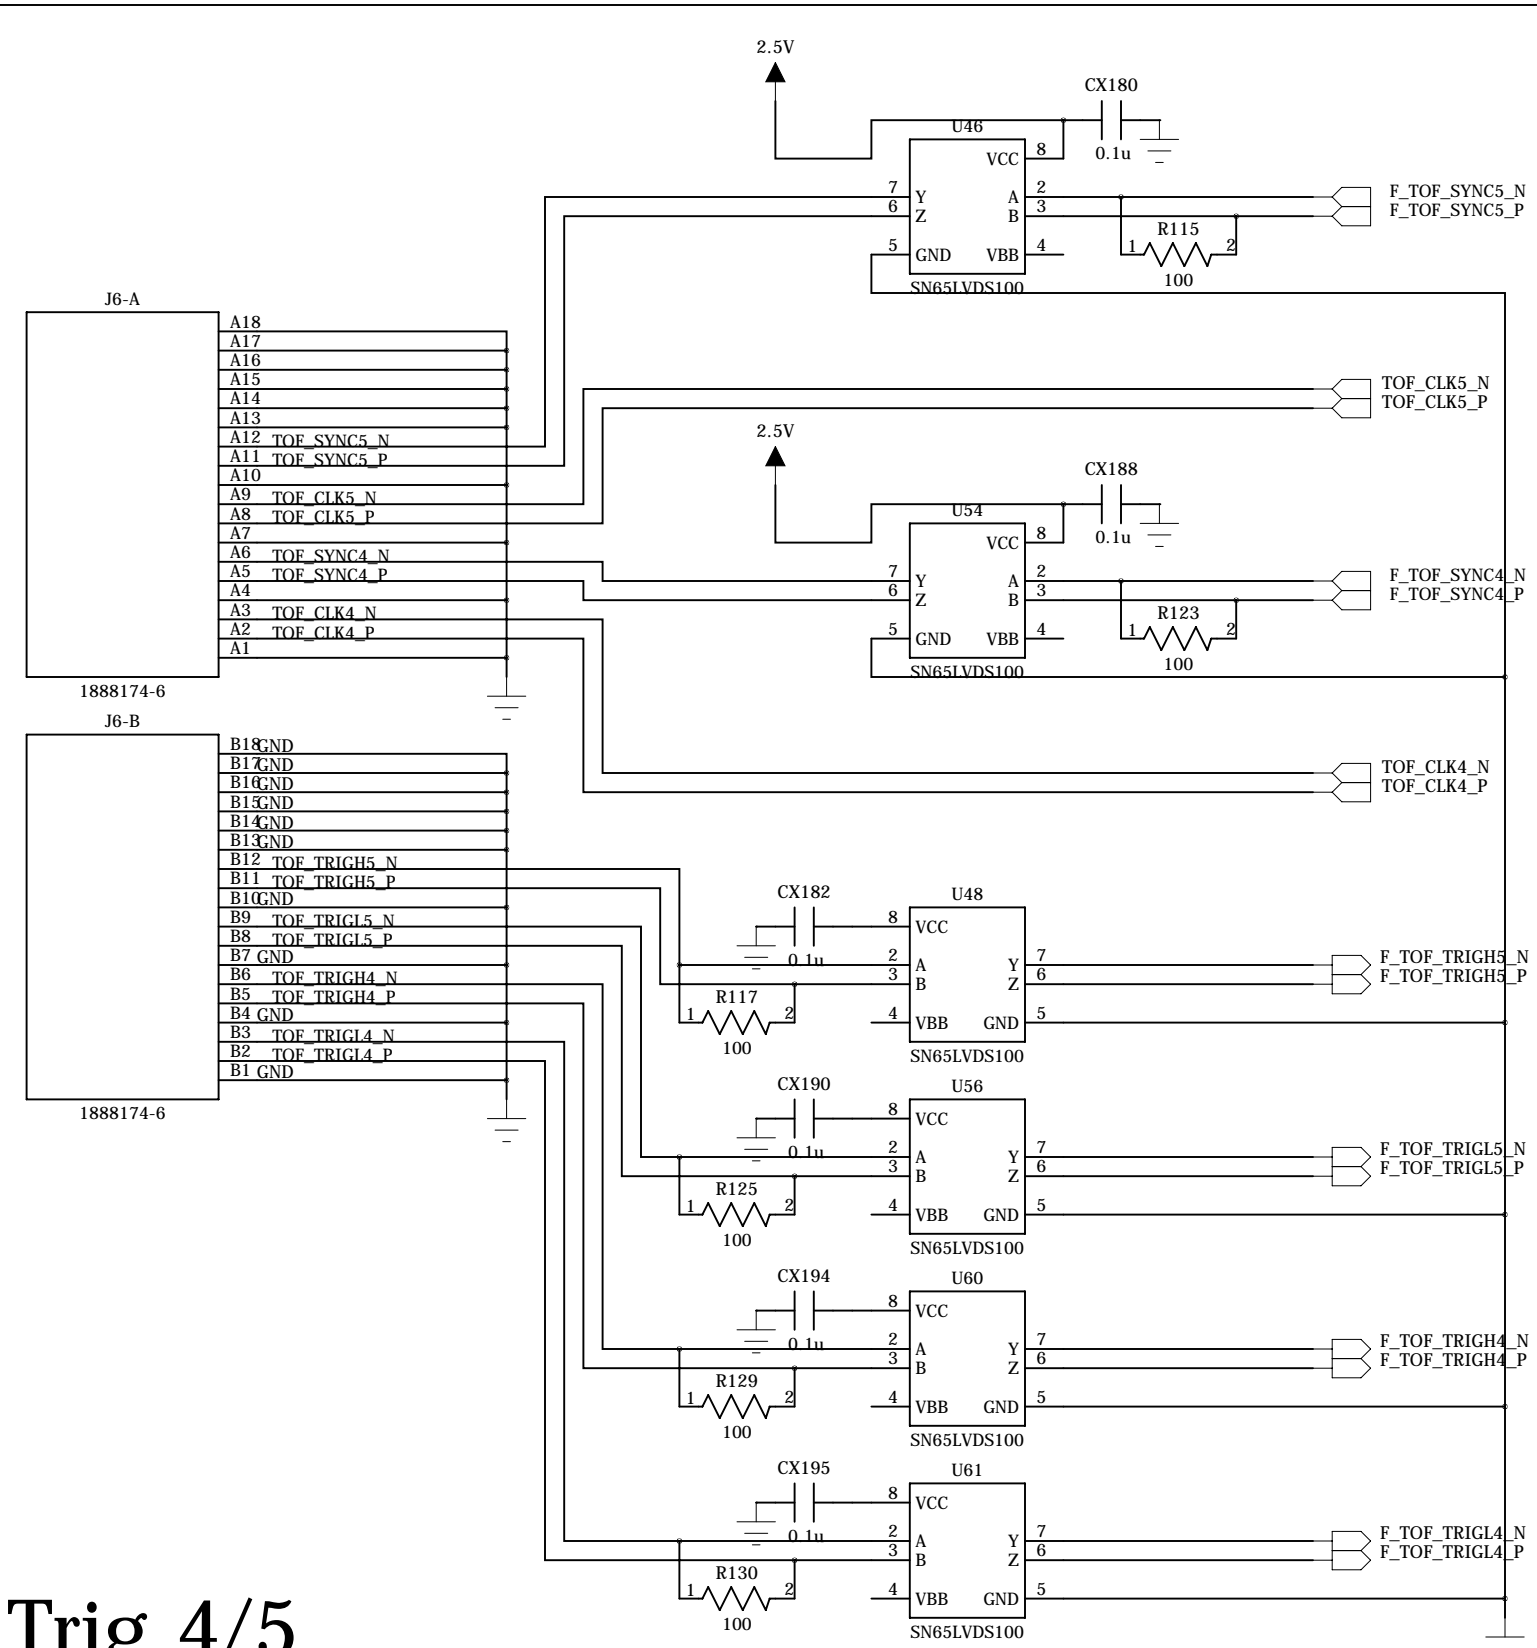 2.5V
CX180
0.1u
U46
VCC 8
7 Y A 2
6 Z B 3
5 GND VBB 4
SN65LVDS100
F_TOF_SYNC5_N
F_TOF_SYNC5_P
R115
1 2
100
J6-A
A18
A17
A16
A15
A14
A13
A12 TOF_SYNC5_N
A11 TOF_SYNC5_P
A10
A9 TOF_CLK5_N
A8 TOF_CLK5_P
A7
A6 TOF_SYNC4_N
A5 TOF_SYNC4_P
A4
A3 TOF_CLK4_N
A2 TOF_CLK4_P
A1
1888174-6
TOF_CLK5_N
TOF_CLK5_P
2.5V
CX188
0.1u
U54
VCC 8
7 Y A 2
6 Z B 3
5 GND VBB 4
SN65LVDS100
F_TOF_SYNC4_N
F_TOF_SYNC4_P
R123
1 2
100
TOF_CLK4_N
TOF_CLK4_P
J6-B
B18 GND
B17 GND
B16 GND
B15 GND
B14 GND
B13 GND
B12 TOF_TRIGH5_N
B11 TOF_TRIGH5_P
B10 GND
B9 TOF_TRIGL5_N
B8 TOF_TRIGL5_P
B7 GND
B6 TOF_TRIGH4_N
B5 TOF_TRIGH4_P
B4 GND
B3 TOF_TRIGL4_N
B2 TOF_TRIGL4_P
B1 GND
1888174-6
CX182
0.1u
U48
8 VCC
2 A Y 7
3 B Z 6
4 VBB GND 5
SN65LVDS100
R117
1 2
100
F_TOF_TRIGH5_N
F_TOF_TRIGH5_P
CX190
0.1u
U56
8 VCC
2 A Y 7
3 B Z 6
4 VBB GND 5
SN65LVDS100
R125
1 2
100
F_TOF_TRIGL5_N
F_TOF_TRIGL5_P
CX194
0.1u
U60
8 VCC
2 A Y 7
3 B Z 6
4 VBB GND 5
SN65LVDS100
R129
1 2
100
F_TOF_TRIGH4_N
F_TOF_TRIGH4_P
CX195
0.1u
U61
8 VCC
2 A Y 7
3 B Z 6
4 VBB GND 5
SN65LVDS100
R130
1 2
100
F_TOF_TRIGL4_N
F_TOF_TRIGL4_P
Trig 4/5